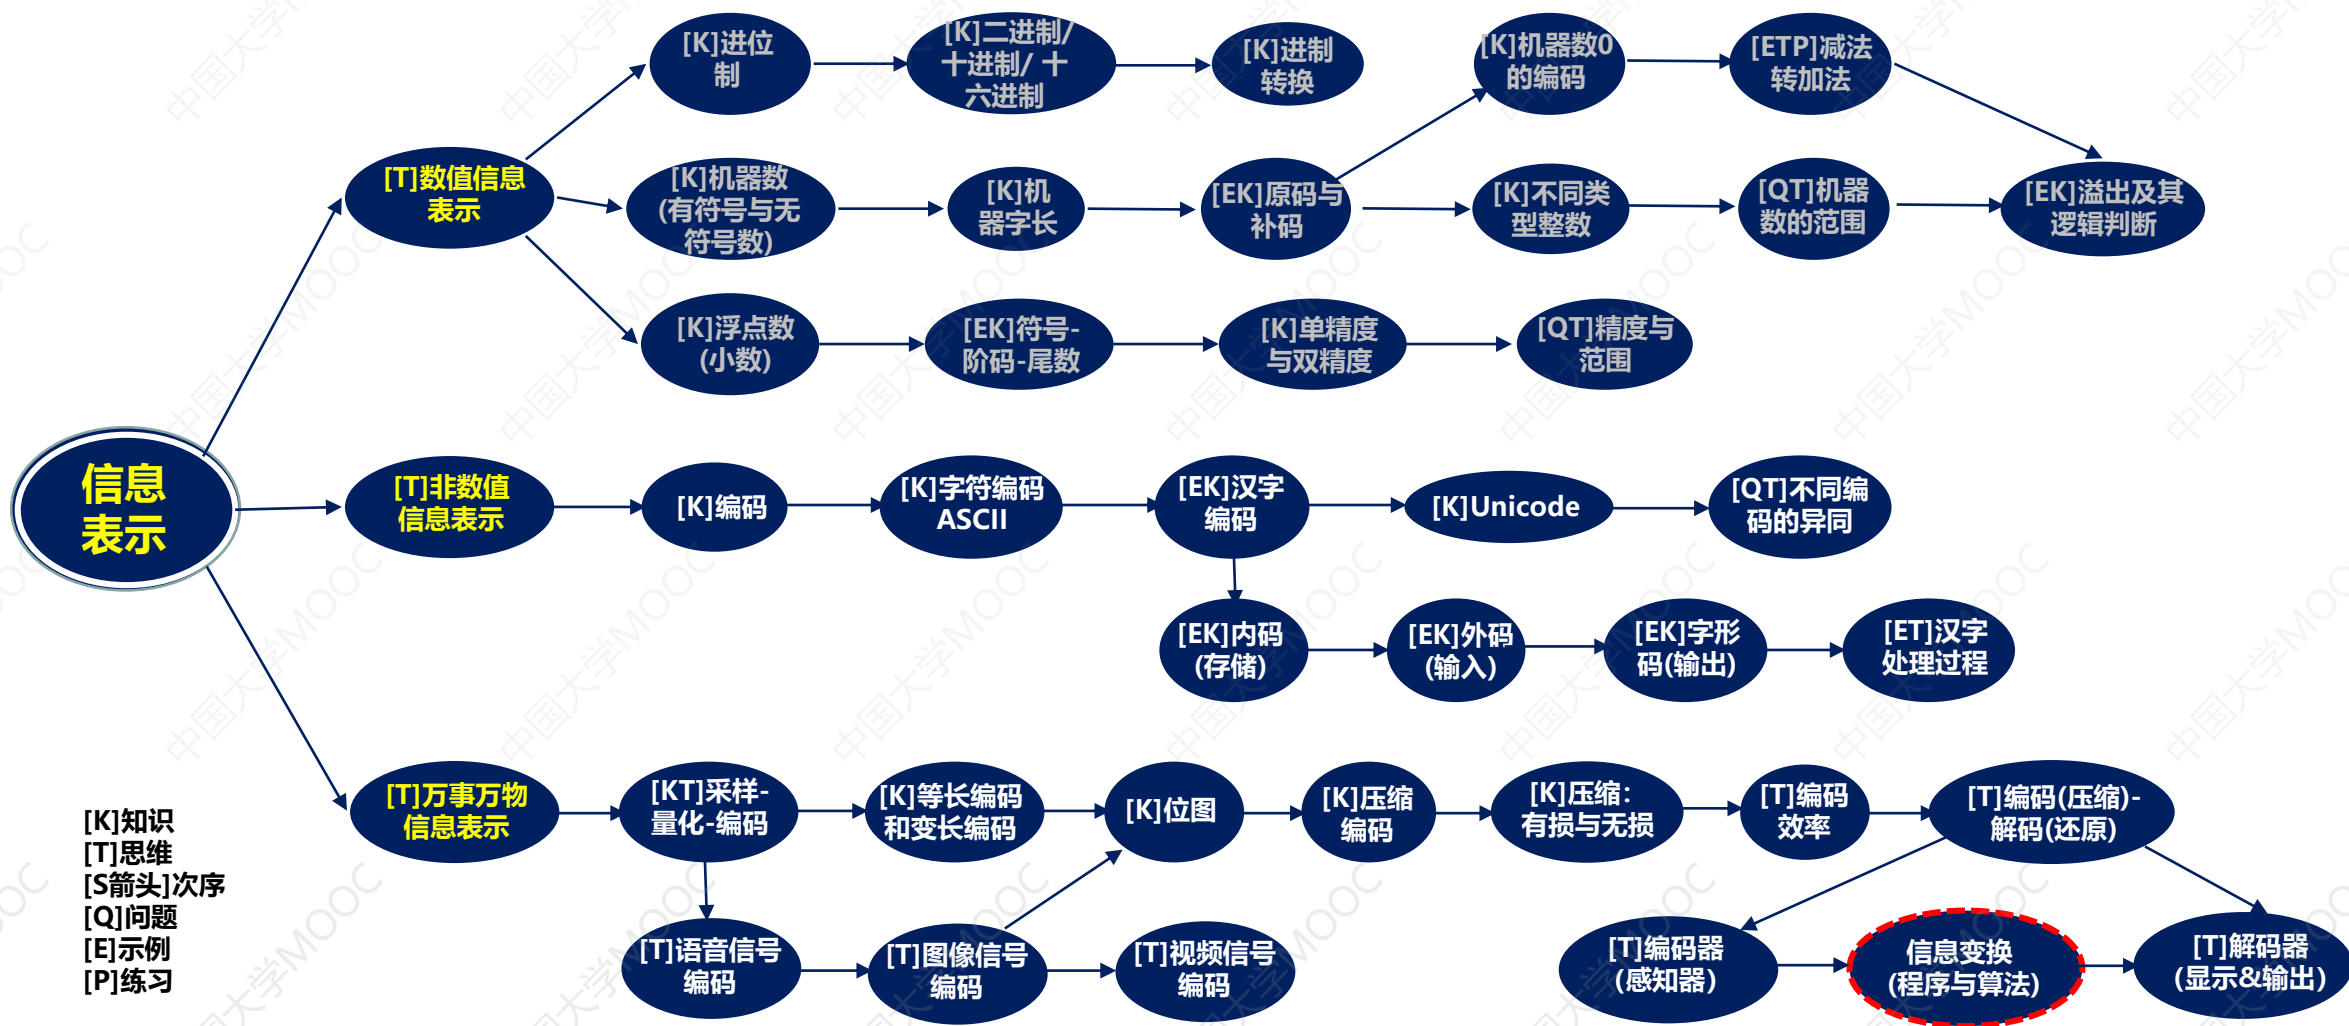 [K]进位
制
[K]二进制/
十进制/ 十
六进制
[K]进制
转换
[K]机器数0
的编码
[ETP]减法
转加法
[T]数值信息
表示
[K]机器数
(有符号与无
符号数)
[K]机
器字长
[EK]原码与
补码
[K]不同类
型整数
[QT]机器
数的范围
[EK]溢出及其
逻辑判断
[K]浮点数
(小数)
[EK]符号-
阶码-尾数
[K]单精度
与双精度
[QT]精度与
范围
信息
表示
[T]非数值
信息表示
[K]编码
[K]字符编码
ASCII
[EK]汉字
编码
[K]Unicode
[QT]不同编
码的异同
[EK]内码
(存储)
[EK]外码
(输入)
[EK]字形
码(输出)
[ET]汉字
处理过程
[T]万事万物
信息表示
[KT]采样-
量化-编码
[K]等长编码
和变长编码
[K]位图
[K]压缩
编码
[K]压缩:
有损与无损
[T]编码
效率
[T]编码(压缩)-
解码(还原)
[T]语音信号
编码
[T]图像信号
编码
[T]视频信号
编码
[T]编码器
(感知器)
信息变换
(程序与算法)
[T]解码器
(显示&输出)
[K]知识
[T]思维
[S箭头]次序
[Q]问题
[E]示例
[P]练习
中国大学MOOC